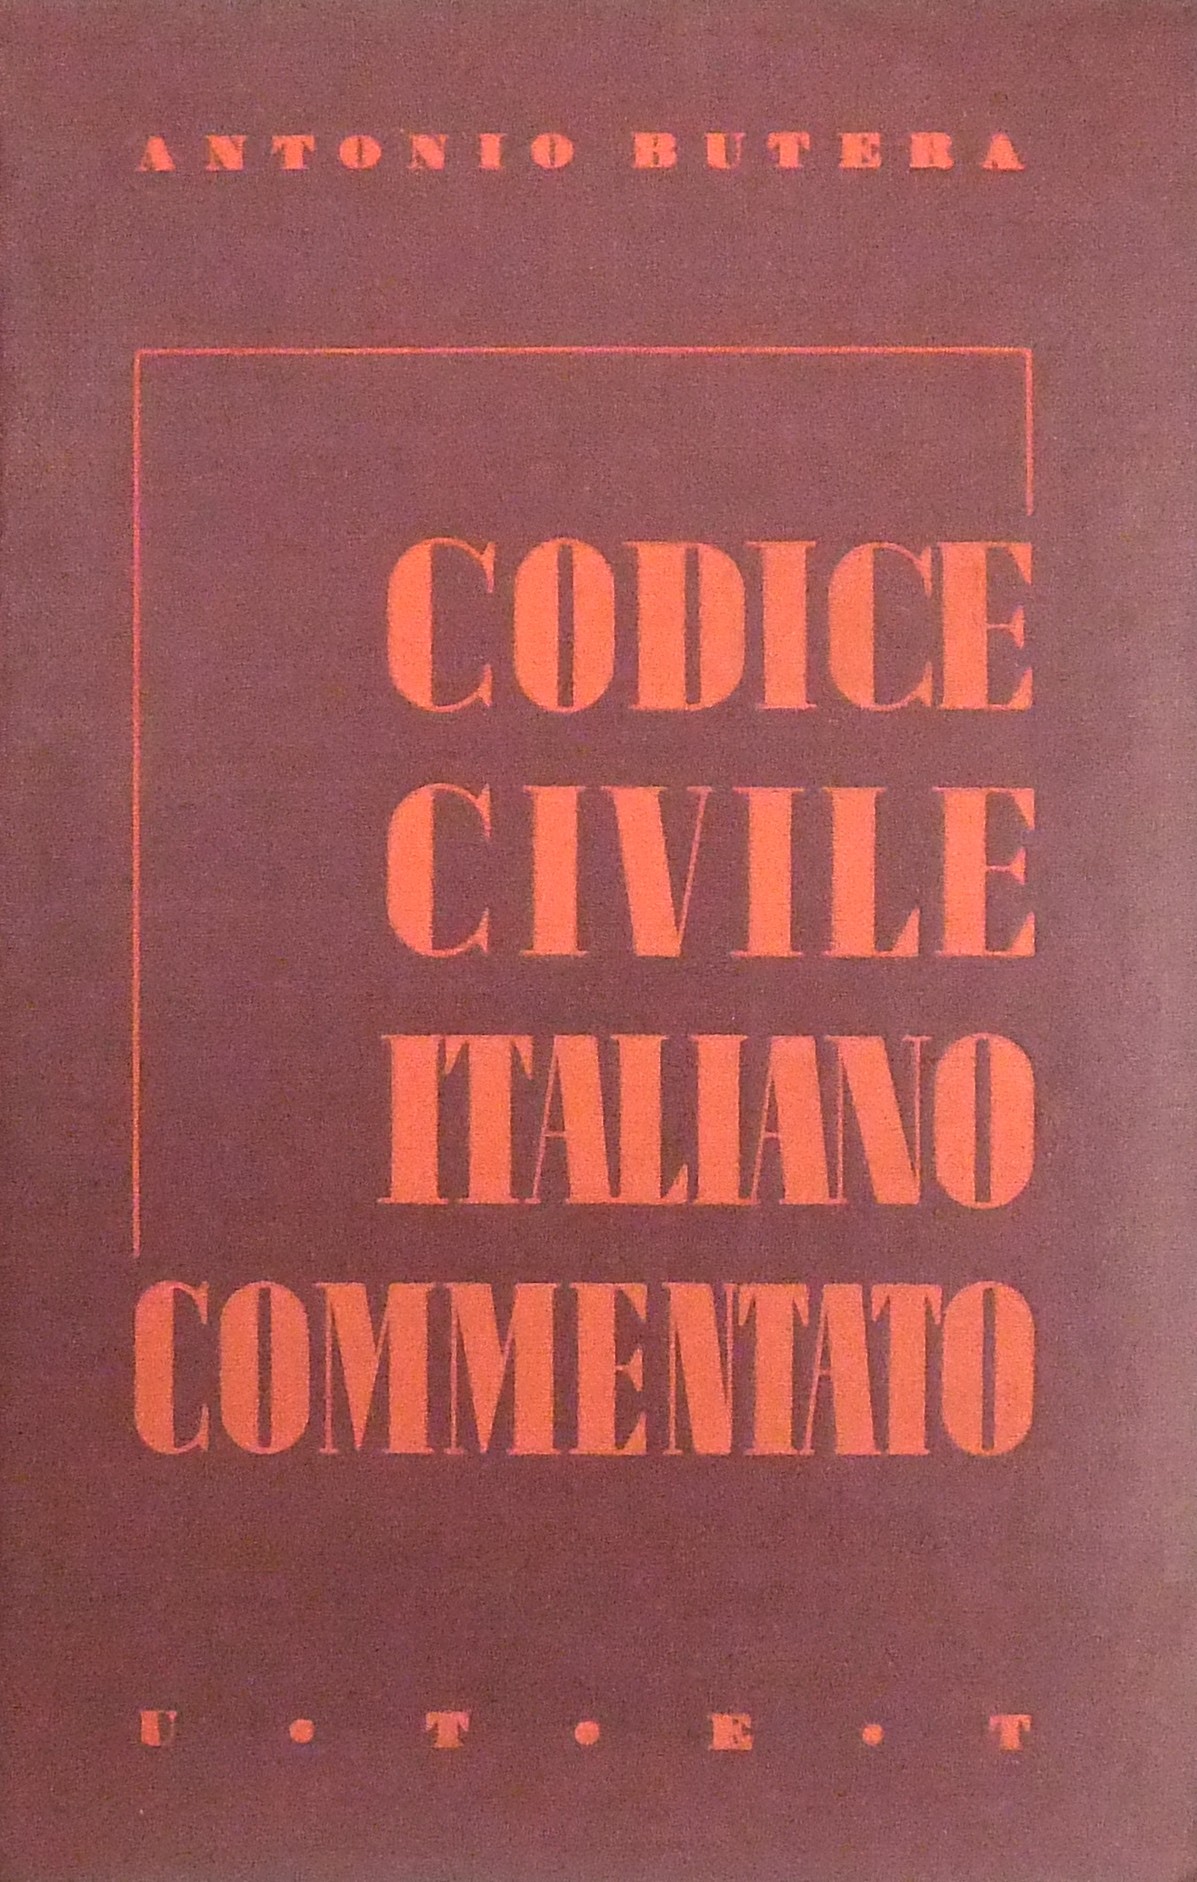 ANTONIO BUTERA
CODICE
CIVILE
ITALIANO
COMMENTATO
U • T • E • T